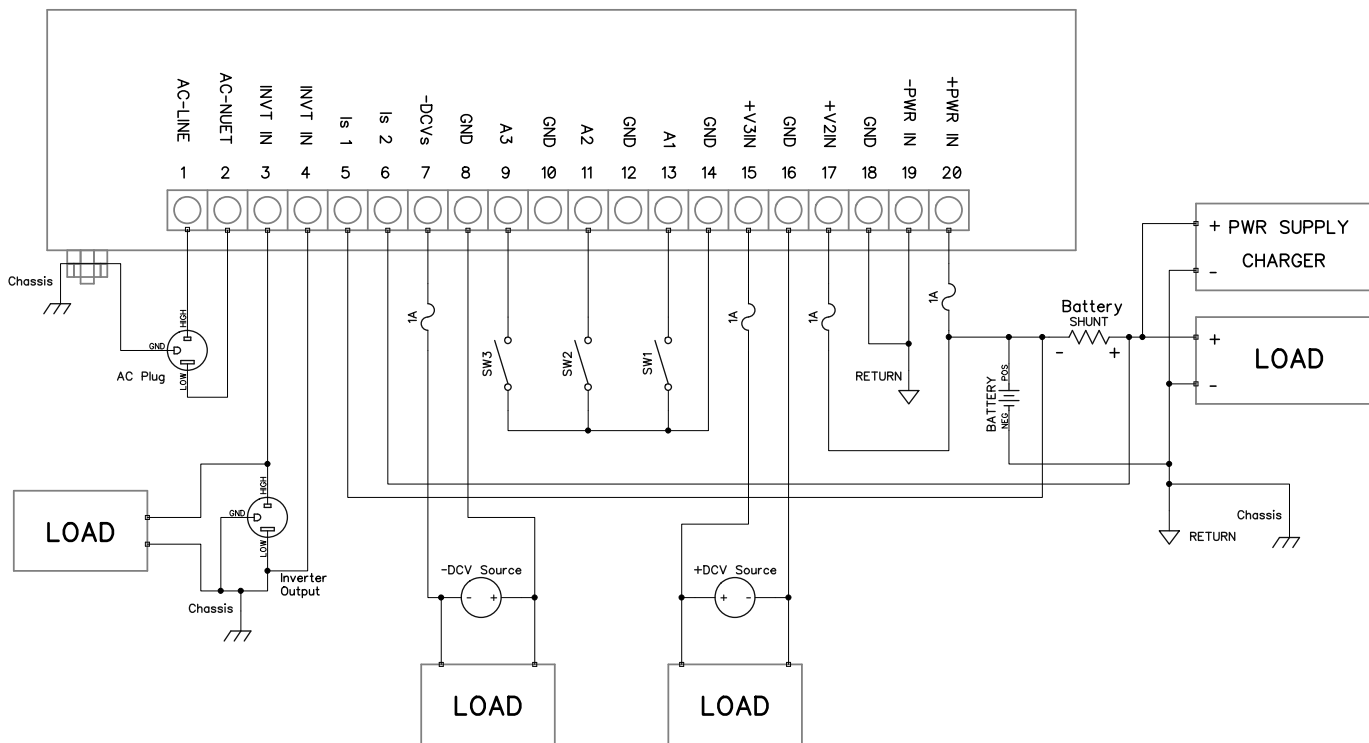 AC-LINE
AC-NUET
INVT IN
INVT IN
Is 1
Is 2
-DCVs
GND
A3
GND
A2
GND
A1
GND
+V3IN
GND
+V2IN
GND
-PWR IN
+PWR IN
1 2 3 4 5 6 7 8 9 10 11 12 13 14 15 16 17 18 19 20
Chassis
HIGH
GND
LOW
AC Plug
1A
SW3
SW2
SW1
1A
1A
1A
RETURN
Battery
SHUNT
- +
BATTERY
POS
NEG
+ PWR SUPPLY
CHARGER
-
+
LOAD
-
Chassis
RETURN
LOAD
HIGH
GND
LOW
Inverter
Output
Chassis
-DCV Source
- +
LOAD
+DCV Source
+ -
LOAD